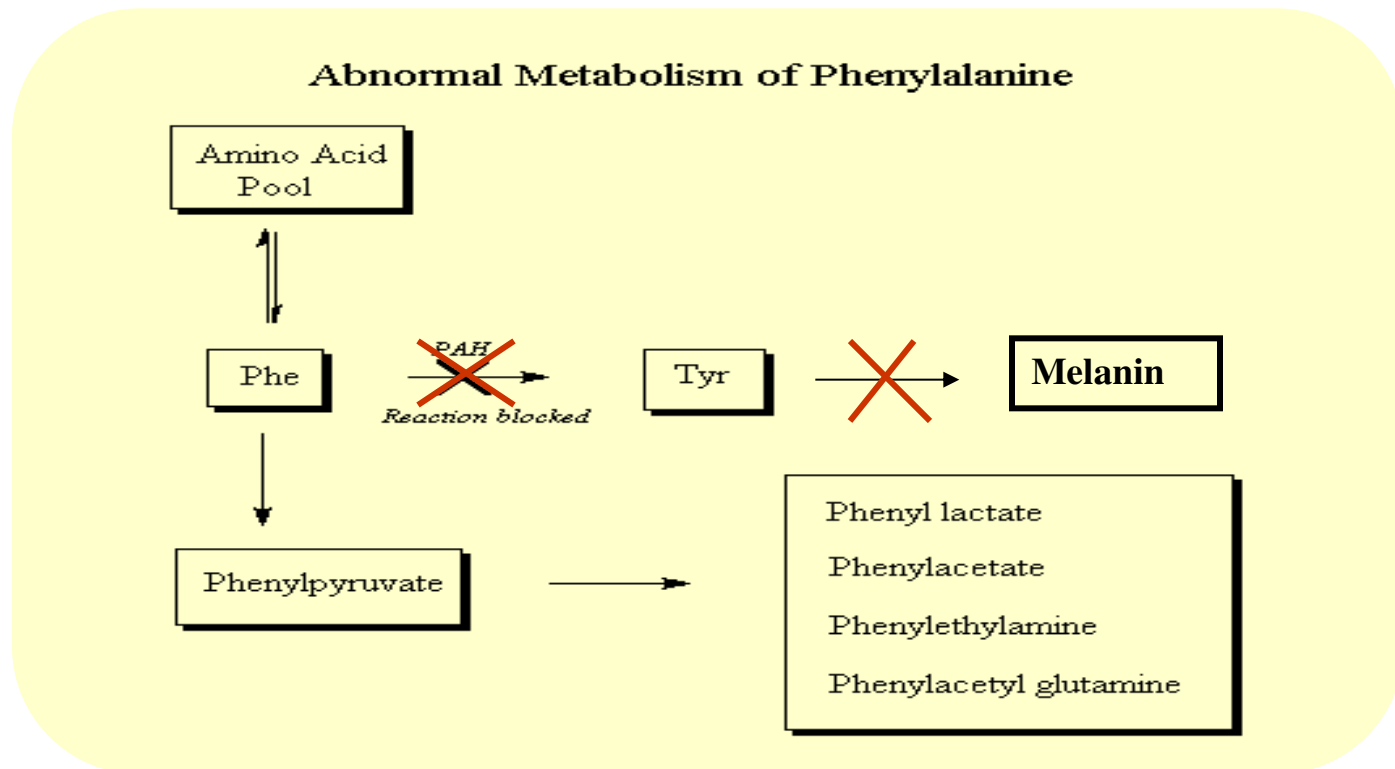 Abnormal Metabolism of Phenylalanine
Amino Acid
Pool
PAH
Phe
Tyr
Melanin
Reaction blocked
Phenylpyruvate
Phenyl lactate
Phenylacetate
Phenylethylamine
Phenylacetyl glutamine